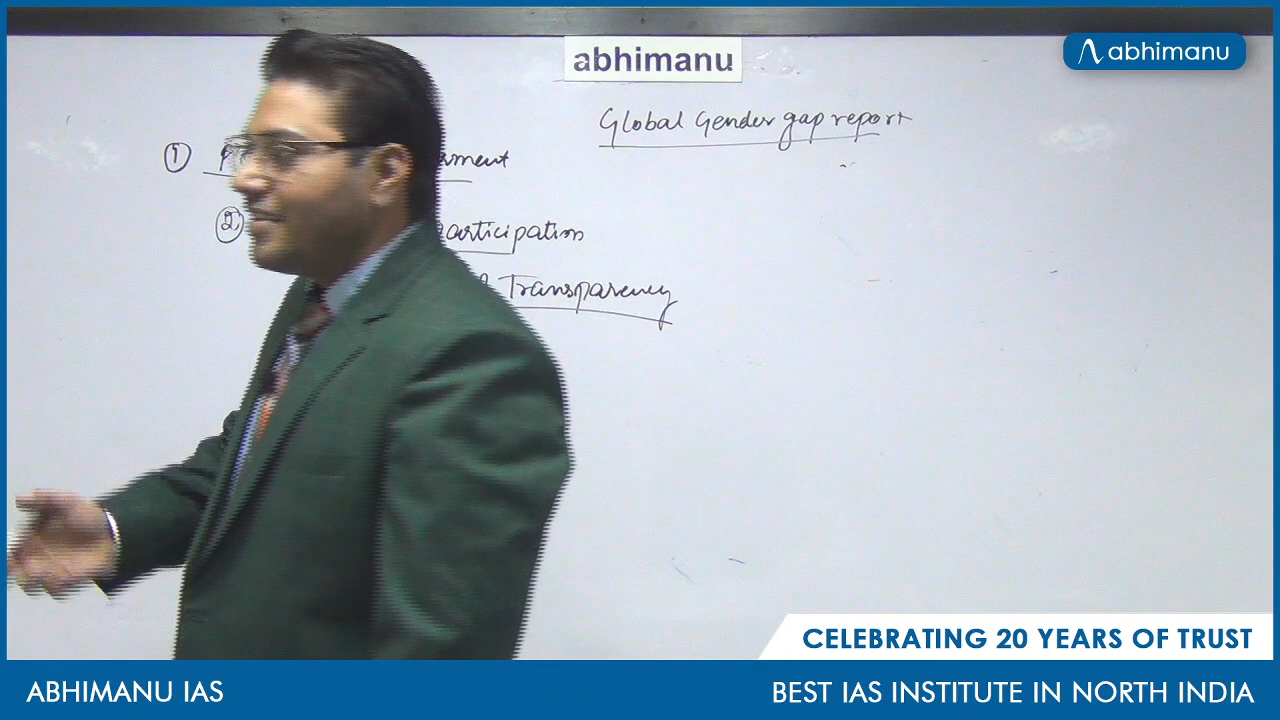 abhimanu
abhimanu
Global Gender gap report
①
②
articipation
Transparency
CELEBRATING 20 YEARS OF TRUST
ABHIMANU IAS
BEST IAS INSTITUTE IN NORTH INDIA